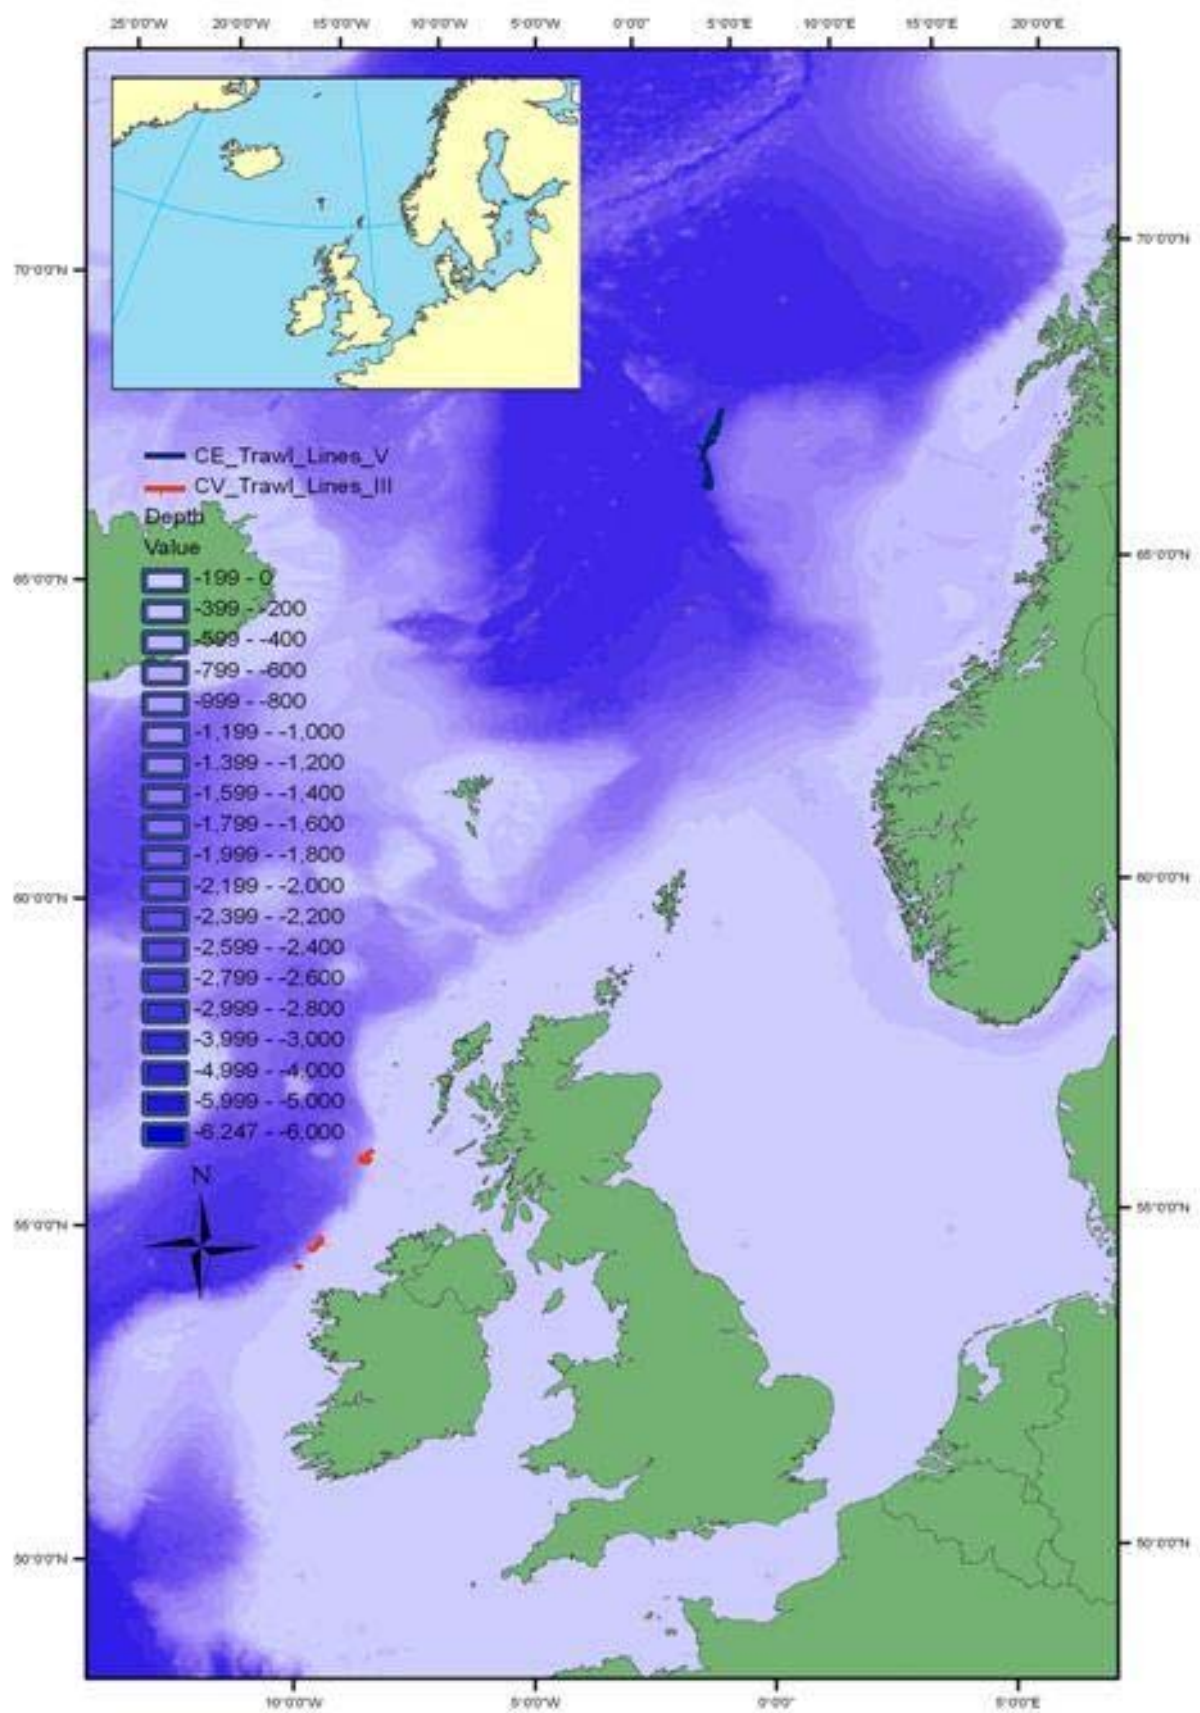 25°0'0"W 20°0'0"W 15°0'0"W 10°0'0"W 5°0'0"W 0°0'0" 5°0'0"E 10°0'0"E 15°0'0"E 20°0'0"E
70°0'0"N
70°0'0"N
CE_Trawl_Lines_V
CV_Trawl_Lines_III
Depth
Value
65°0'0"N
65°0'0"N
-199 - 0
-399 - -200
-599 - -400
-799 - -600
-999 - -800
-1,199 - -1,000
-1,399 - -1,200
-1,599 - -1,400
-1,799 - -1,600
-1,999 - -1,800
60°0'0"N
-2,199 - -2,000
60°0'0"N
-2,399 - -2,200
-2,599 - -2,400
-2,799 - -2,600
-2,999 - -2,800
-3,999 - -3,000
-4,999 - -4,000
-5,999 - -5,000
-6,247 - -6,000
N
55°0'0"N
55°0'0"N
50°0'0"N
50°0'0"N
10°0'0"W 5°0'0"W 0°0'0" 5°0'0"E